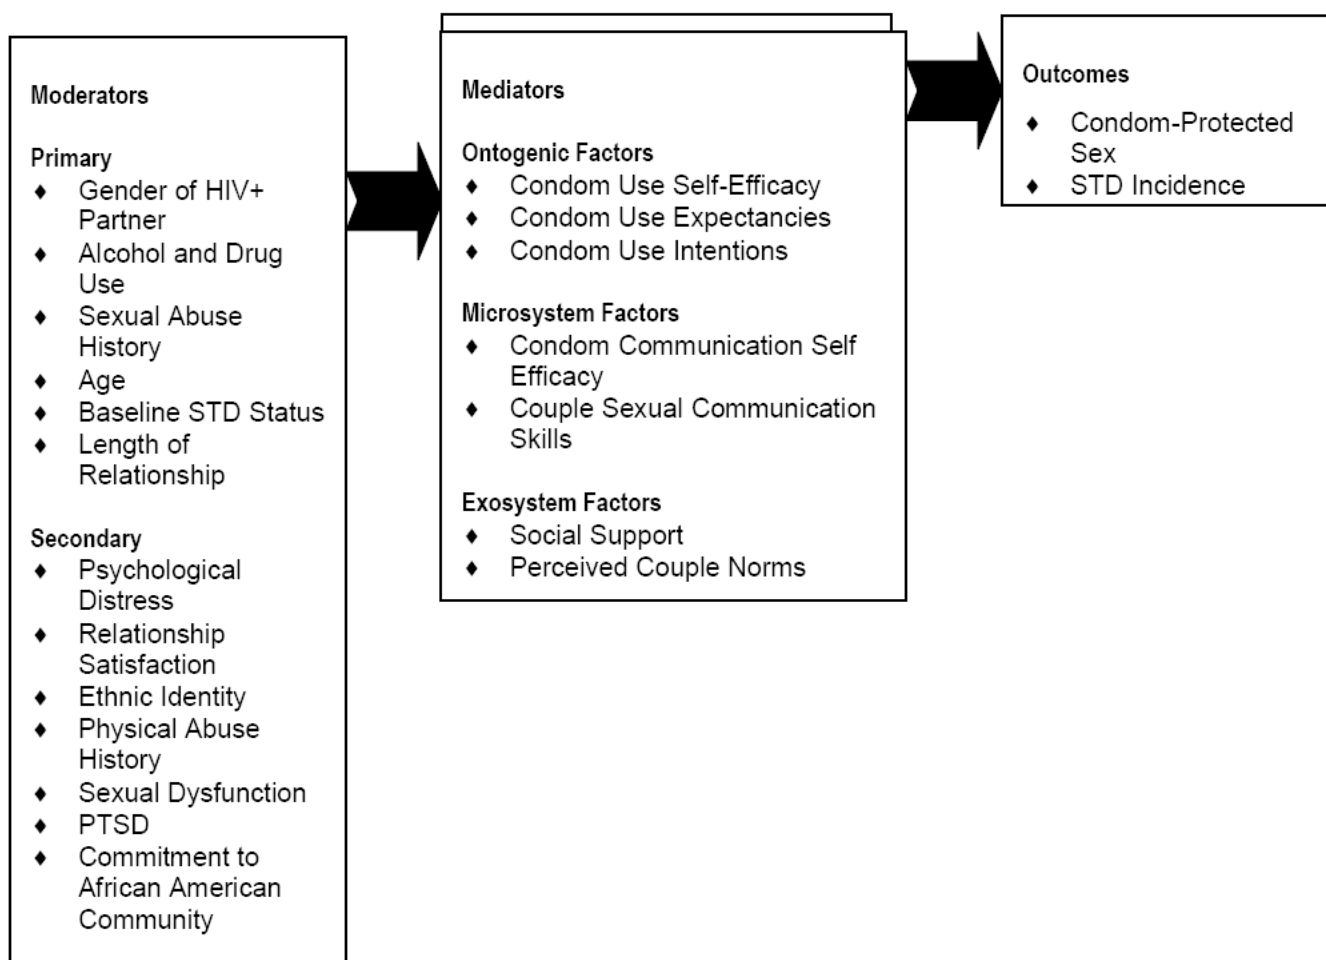 Moderators
Primary
♦ Gender of HIV+
Partner
♦ Alcohol and Drug
Use
♦ Sexual Abuse
History
♦ Age
♦ Baseline STD Status
♦ Length of
Relationship
Secondary
♦ Psychological
Distress
♦ Relationship
Satisfaction
♦ Ethnic Identity
♦ Physical Abuse
History
♦ Sexual Dysfunction
♦ PTSD
♦ Commitment to
African American
Community
Mediators
Ontogenic Factors
♦ Condom Use Self-Efficacy
♦ Condom Use Expectancies
♦ Condom Use Intentions
Microsystem Factors
♦ Condom Communication Self
Efficacy
♦ Couple Sexual Communication
Skills
Exosystem Factors
♦ Social Support
♦ Perceived Couple Norms
Outcomes
♦ Condom-Protected
Sex
♦ STD Incidence